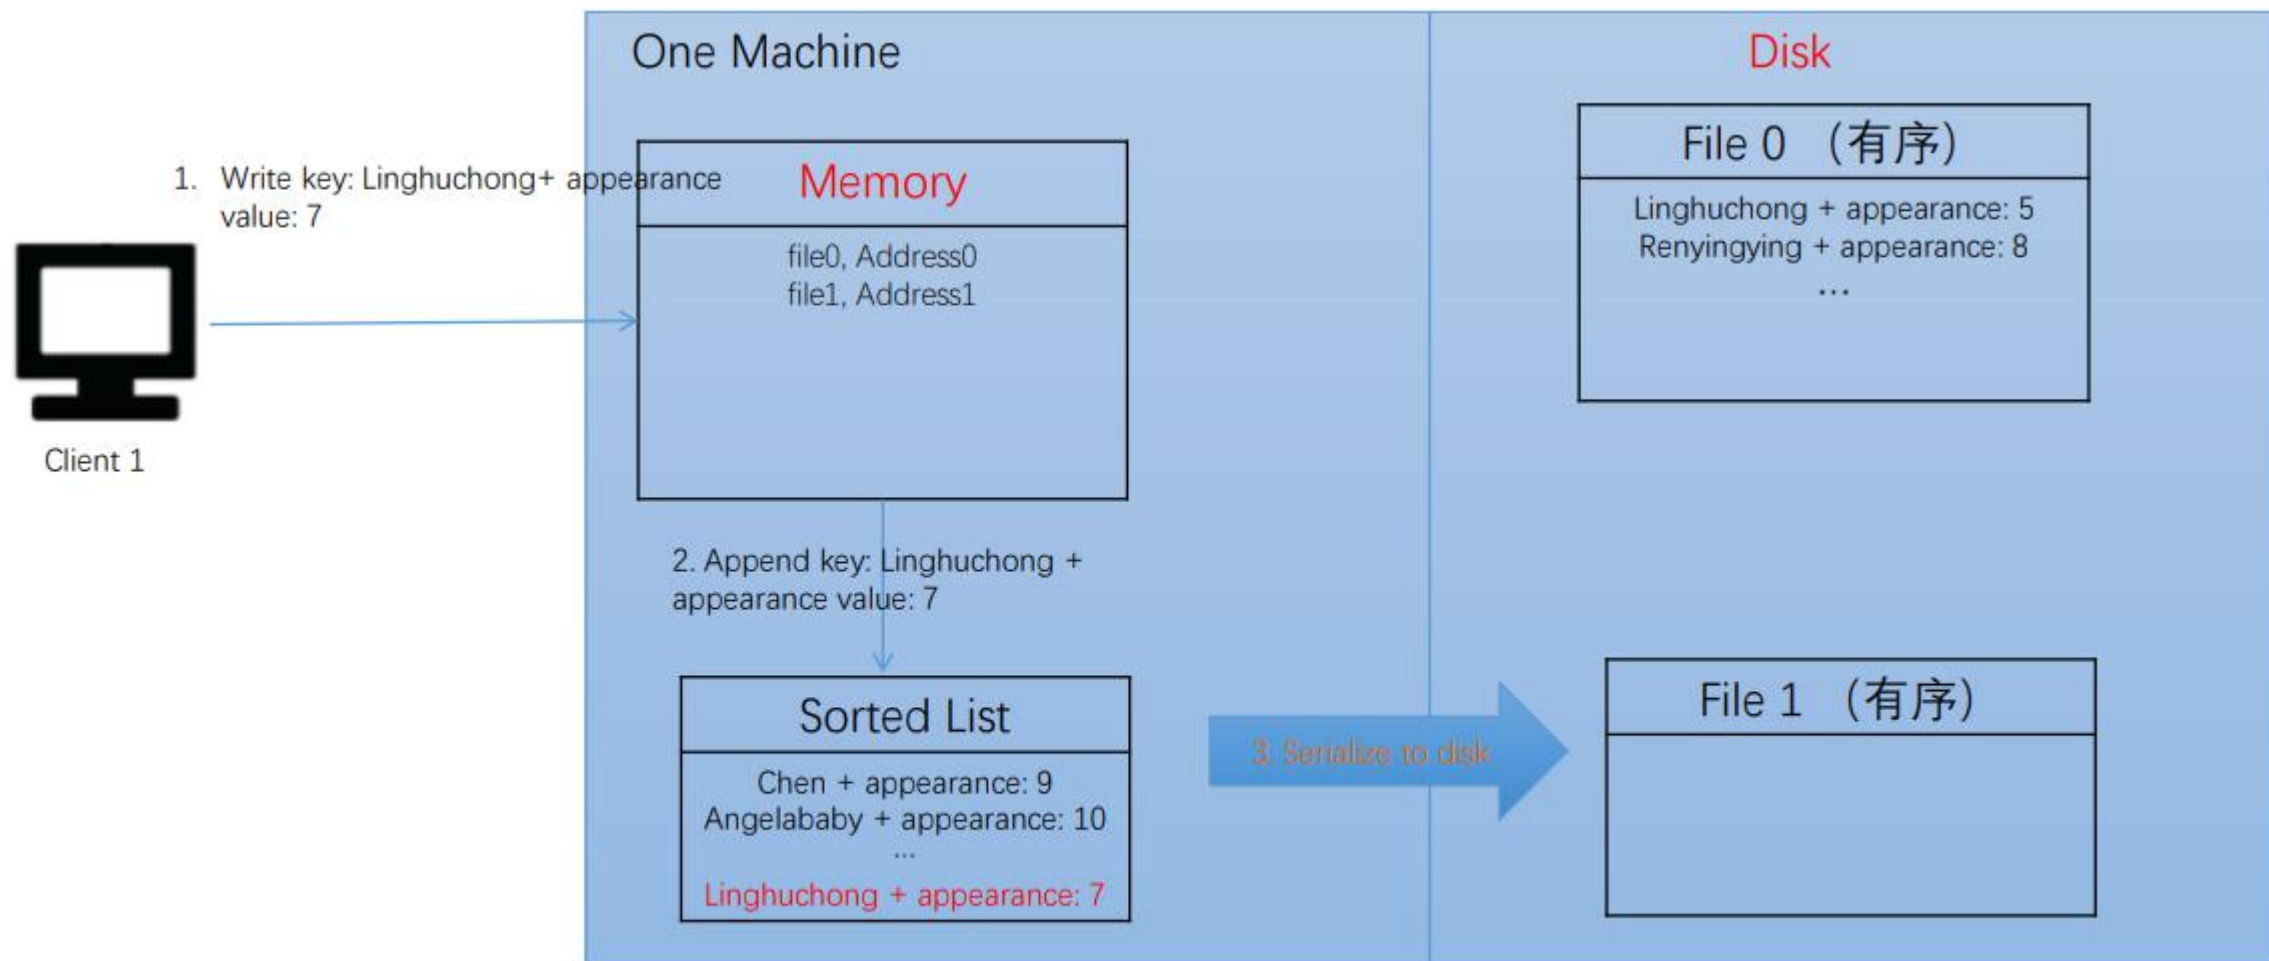 One Machine
Disk
1. Write key: Linghuchong+ appearance
value: 7
Client 1
Memory
file0, Address0
file1, Address1
2. Append key: Linghuchong +
appearance value: 7
Sorted List
Chen + appearance: 9
Angelababy + appearance: 10
...
Linghuchong + appearance: 7
3. Serialize to disk
File 0 （有序）
Linghuchong + appearance: 5
Renyingying + appearance: 8
...
File 1 （有序）